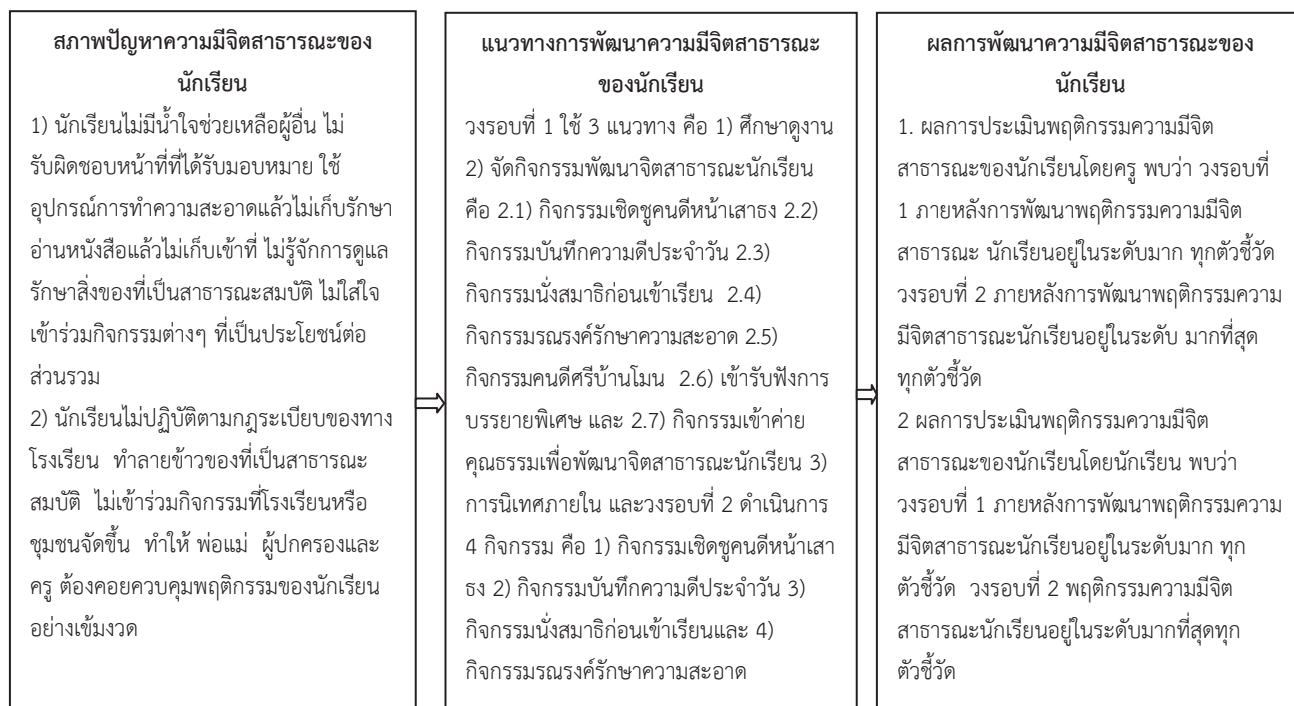 สภาพปัญหาความมีจิตสาธารณะของ
นักเรียน
1) นักเรียนไม่มีน้ำใจช่วยเหลือผู้อื่น ไม่
รับผิดชอบหน้าที่ที่ได้รับมอบหมาย ใช้
อุปกรณ์การทำความสะอาดแล้วไม่เก็บรักษา
อ่านหนังสือแล้วไม่เก็บเข้าที่ ไม่รู้จักการดูแล
รักษาสิ่งของที่เป็นสาธารณะสมบัติ ไม่ใส่ใจ
เข้าร่วมกิจกรรมต่างๆ ที่เป็นประโยชน์ต่อ
ส่วนรวม
2) นักเรียนไม่ปฏิบัติตามกฎระเบียบของทาง
โรงเรียน ทำลายข้าวของที่เป็นสาธารณะ
สมบัติ ไม่เข้าร่วมกิจกรรมที่โรงเรียนหรือ
ชุมชนจัดขึ้น ทำให้ พ่อแม่ ผู้ปกครองและ
ครู ต้องคอยควบคุมพฤติกรรมของนักเรียน
อย่างเข้มงวด
แนวทางการพัฒนาความมีจิตสาธารณะ
ของนักเรียน
วงรอบที่ 1 ใช้ 3 แนวทาง คือ 1) ศึกษาดูงาน
2) จัดกิจกรรมพัฒนาจิตสาธารณะนักเรียน
คือ 2.1) กิจกรรมเชิดชูคนดีหน้าเสาธง 2.2)
กิจกรรมบันทึกความดีประจำวัน 2.3)
กิจกรรมนั่งสมาธิก่อนเข้าเรียน 2.4)
กิจกรรมรณรงค์รักษาความสะอาด 2.5)
กิจกรรมคนดีศรีบ้านโมน 2.6) เข้ารับฟังการ
บรรยายพิเศษ และ 2.7) กิจกรรมเข้าค่าย
คุณธรรมเพื่อพัฒนาจิตสาธารณะนักเรียน 3)
การนิเทศภายใน และวงรอบที่ 2 ดำเนินการ
4 กิจกรรม คือ 1) กิจกรรมเชิดชูคนดีหน้าเสา
ธง 2) กิจกรรมบันทึกความดีประจำวัน 3)
กิจกรรมนั่งสมาธิก่อนเข้าเรียนและ 4)
กิจกรรมรณรงค์รักษาความสะอาด
ผลการพัฒนาความมีจิตสาธารณะของ
นักเรียน
1. ผลการประเมินพฤติกรรมความมีจิต
สาธารณะของนักเรียนโดยครู พบว่า วงรอบที่
1 ภายหลังการพัฒนาพฤติกรรมความมีจิต
สาธารณะ นักเรียนอยู่ในระดับมาก ทุกตัวชี้วัด
วงรอบที่ 2 ภายหลังการพัฒนาพฤติกรรมความ
มีจิตสาธารณะนักเรียนอยู่ในระดับ มากที่สุด
ทุกตัวชี้วัด
2 ผลการประเมินพฤติกรรมความมีจิต
สาธารณะของนักเรียนโดยนักเรียน พบว่า
วงรอบที่ 1 ภายหลังการพัฒนาพฤติกรรมความ
มีจิตสาธารณะนักเรียนอยู่ในระดับมาก ทุก
ตัวชี้วัด วงรอบที่ 2 พฤติกรรมความมีจิต
สาธารณะนักเรียนอยู่ในระดับมากที่สุดทุก
ตัวชี้วัด